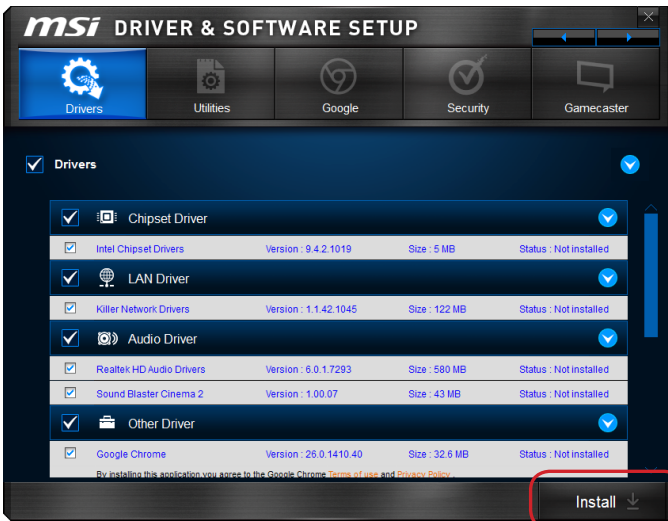 msi DRIVER & SOFTWARE SETUP
Drivers Utilities Google Security Gamecaster
Drivers
Chipset Driver
Intel Chipset Drivers Version : 9.4.2.1019 Size : 5 MB Status : Not installed
LAN Driver
Killer Network Drivers Version : 1.1.42.1045 Size : 122 MB Status : Not installed
Audio Driver
Realtek HD Audio Drivers Version : 6.0.1.7293 Size : 580 MB Status : Not installed
Sound Blaster Cinema 2 Version : 1.00.07 Size : 43 MB Status : Not installed
Other Driver
Google Chrome Version : 26.0.1410.40 Size : 32.6 MB Status : Not installed
By installing this application,you agree to the Google Chrome Terms of use and Privacy Policy .
Install